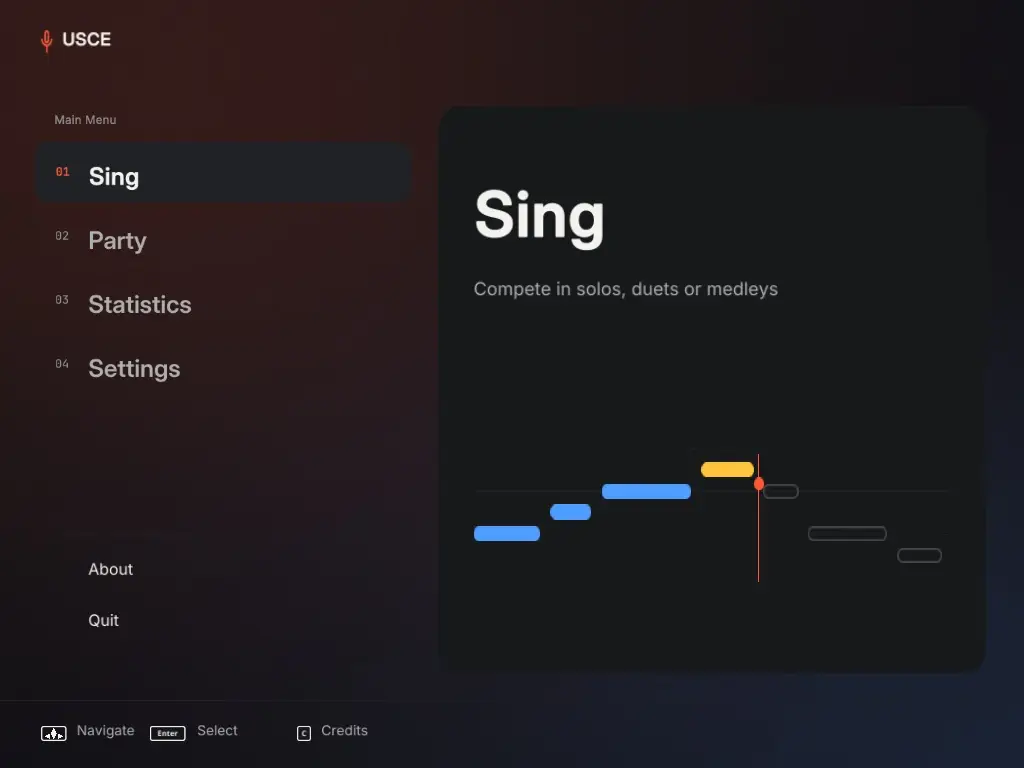 USCE
Main Menu
01 Sing
02 Party
03 Statistics
04 Settings
About
Quit
Sing
Compete in solos, duets or medleys
Navigate Enter Select C Credits